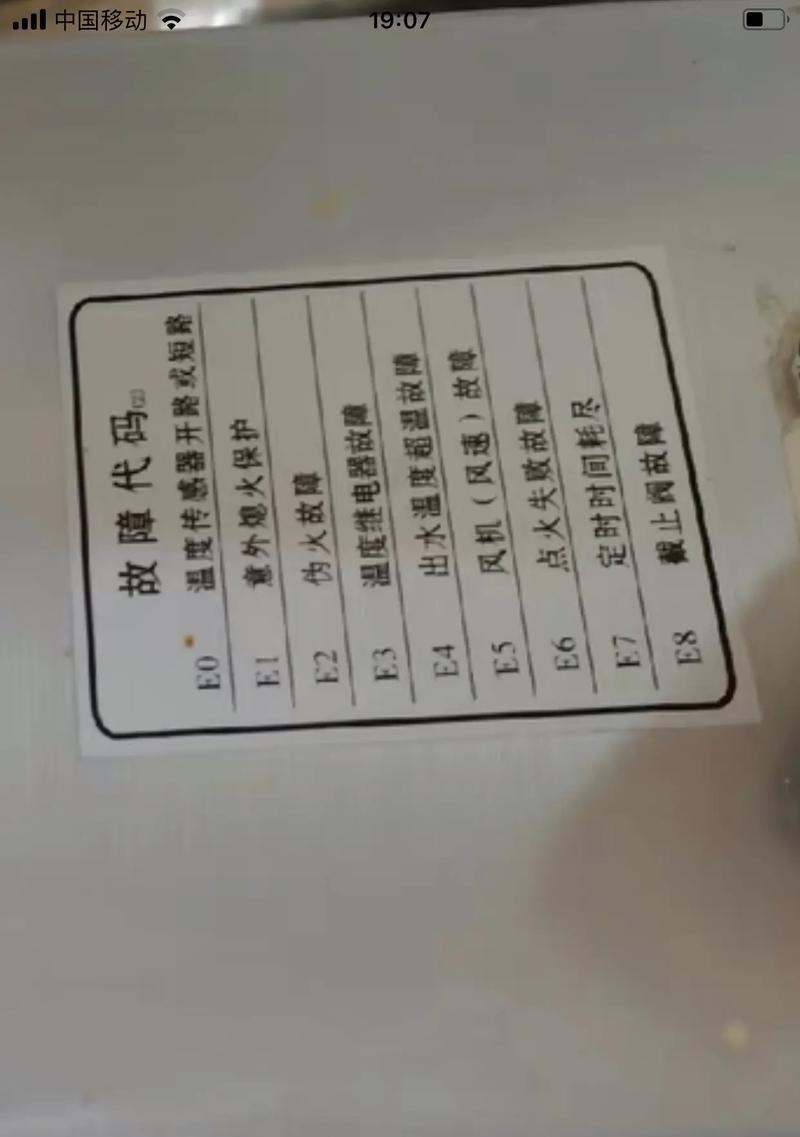 中国移动 19:07
故障代码(2)
E0 温度传感器开路或短路
E1 意外熄火保护
E2 伪火故障
E3 温度继电器故障
E4 出水温度超温故障
E5 风机(风速)故障
E6 点火失败故障
E7 定时时间耗尽
E8 截止阀故障